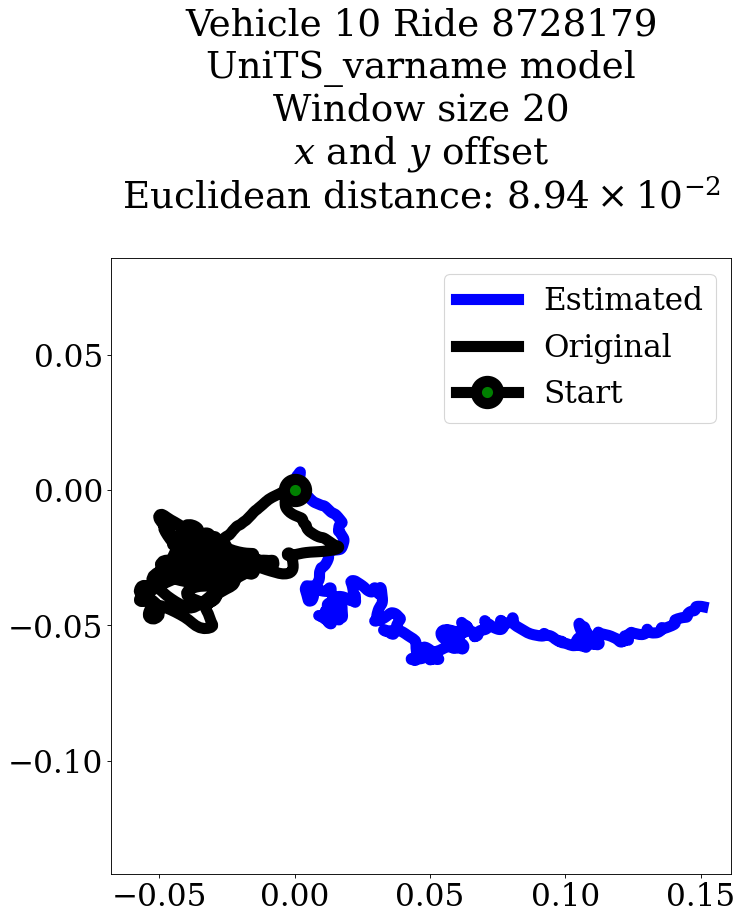 Vehicle 10 Ride 8728179
UniTS_varname model
Window size 20
x and y offset
Euclidean distance: 8.94 × 10⁻²
Estimated
Original
Start
0.05
0.00
−0.05
−0.10
−0.05 0.00 0.05 0.10 0.15